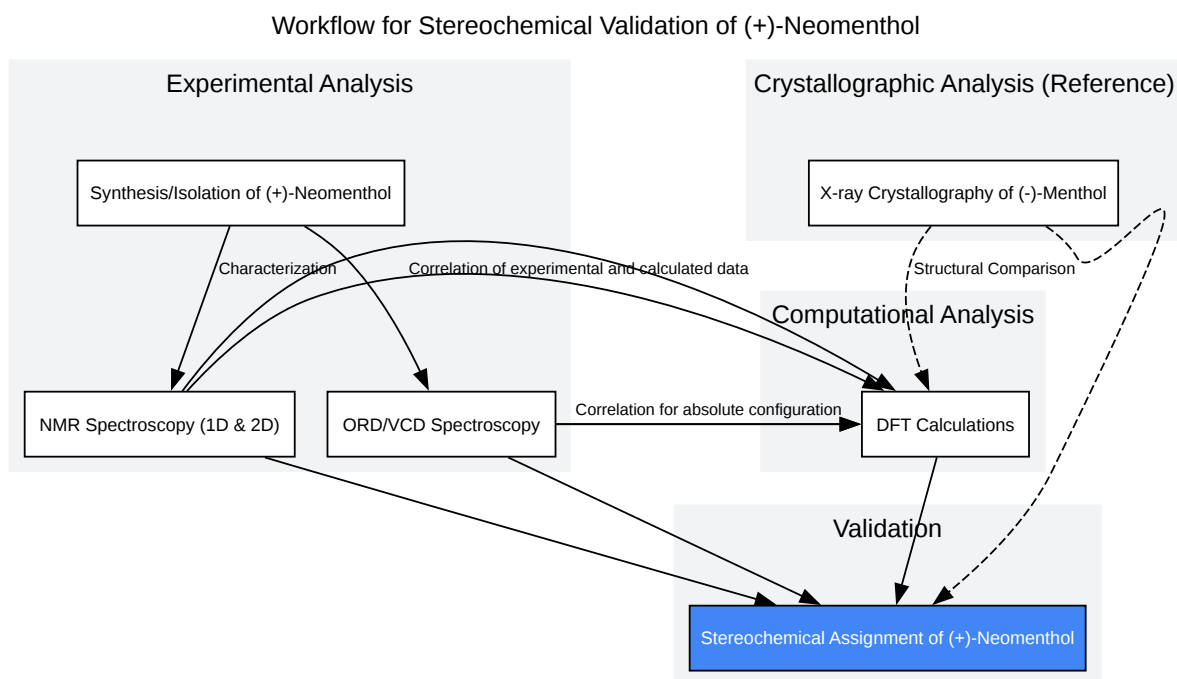 Workflow for Stereochemical Validation of (+)-Neomenthol
Experimental Analysis
Crystallographic Analysis (Reference)
Synthesis/Isolation of (+)-Neomenthol
X-ray Crystallography of (-)-Menthol
Characterization
Correlation of experimental and calculated data
Structural Comparison
Computational Analysis
NMR Spectroscopy (1D & 2D)
ORD/VCD Spectroscopy
Correlation for absolute configuration
DFT Calculations
Validation
Stereochemical Assignment of (+)-Neomenthol